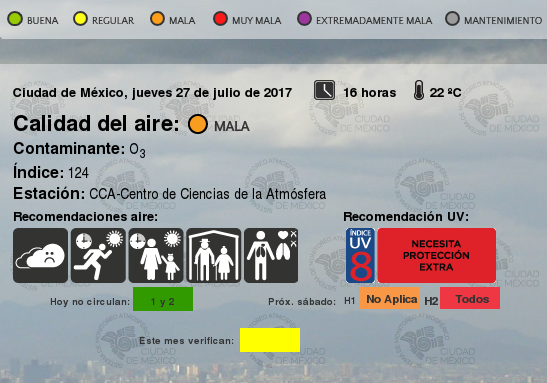 BUENA REGULAR MALA MUY MALA EXTREMADAMENTE MALA MANTENIMIENTO
Ciudad de México, jueves 27 de julio de 2017 16 horas 22 ºC
Calidad del aire: MALA
Contaminante: O3
Índice: 124
Estación: CCA-Centro de Ciencias de la Atmósfera
Recomendaciones aire: Recomendación UV:
ÍNDICE
UV
8
NECESITA
PROTECCIÓN
EXTRA
Hoy no circulan: 1 y 2 Próx. sábado: H1 No Aplica H2 Todos
Este mes verifican:
CIUDAD
DE MÉXICO